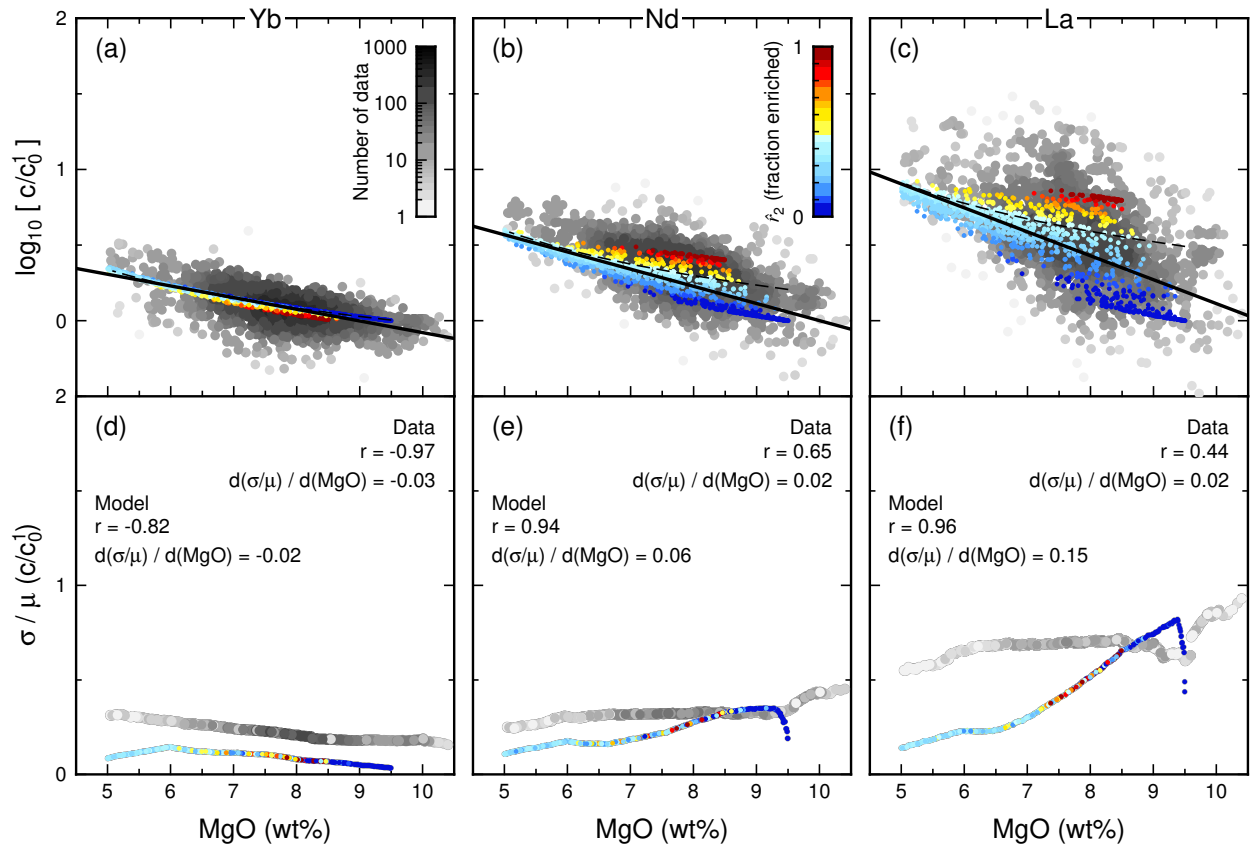 Yb Nd La
(a) (b) (c)
log10 [ c/c₀¹ ]
2
1
0
2
Number of data
1000
100
10
1
r̂₂ (fraction enriched)
1
0
(d) (e) (f)
Data
r = -0.97
d(σ/μ) / d(MgO) = -0.03
Model
r = -0.82
d(σ/μ) / d(MgO) = -0.02
Data
r = 0.65
d(σ/μ) / d(MgO) = 0.02
Model
r = 0.94
d(σ/μ) / d(MgO) = 0.06
Data
r = 0.44
d(σ/μ) / d(MgO) = 0.02
Model
r = 0.96
d(σ/μ) / d(MgO) = 0.15
σ / μ (c/c₀¹)
1
0
5 6 7 8 9 10 5 6 7 8 9 10 5 6 7 8 9 10
MgO (wt%) MgO (wt%) MgO (wt%)